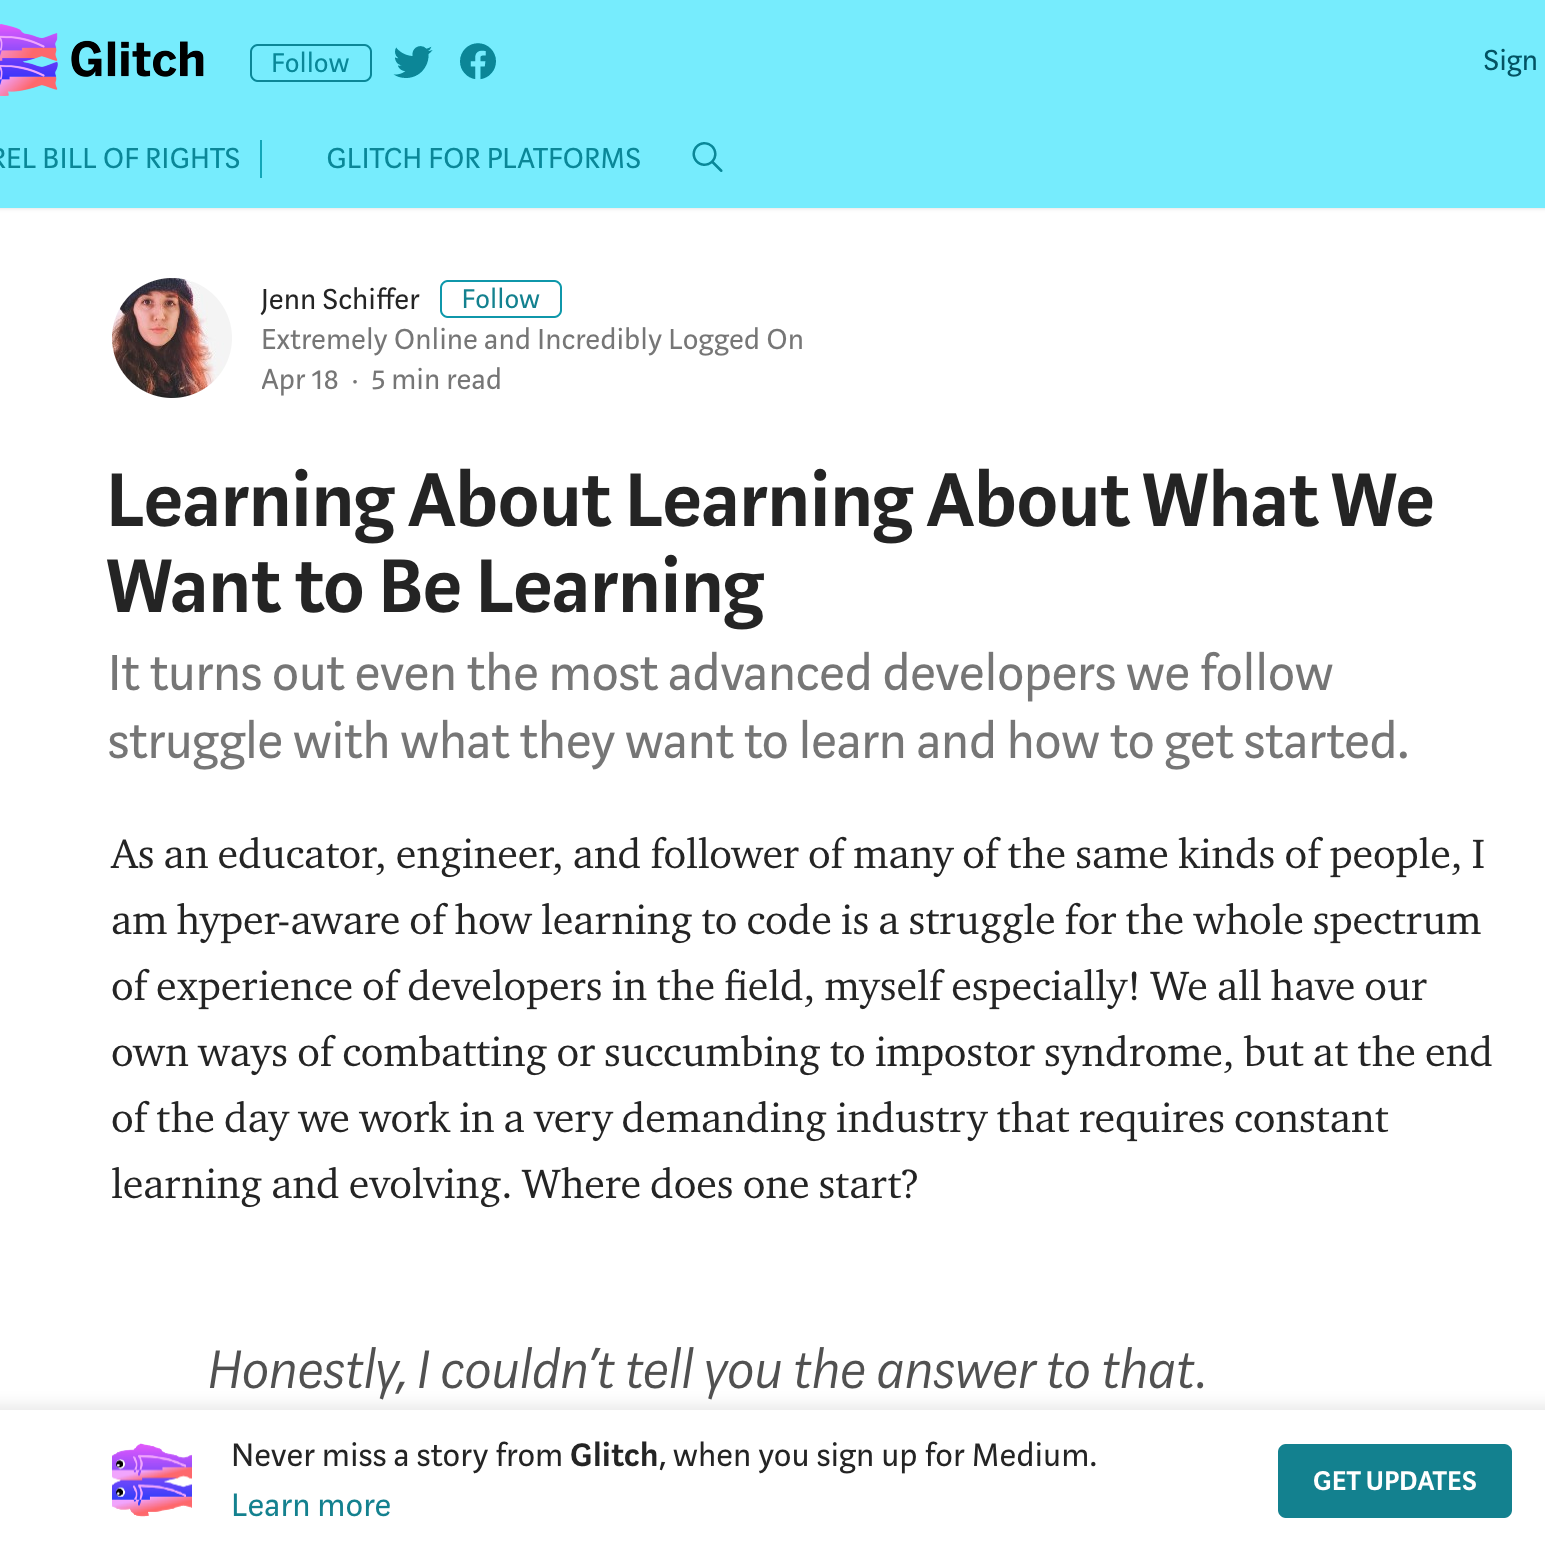 Glitch
Follow
Sign
REL BILL OF RIGHTS
GLITCH FOR PLATFORMS
Jenn Schiffer
Follow
Extremely Online and Incredibly Logged On
Apr 18 · 5 min read
Learning About Learning About What We
Want to Be Learning
It turns out even the most advanced developers we follow
struggle with what they want to learn and how to get started.
As an educator, engineer, and follower of many of the same kinds of people, I
am hyper-aware of how learning to code is a struggle for the whole spectrum
of experience of developers in the field, myself especially! We all have our
own ways of combatting or succumbing to impostor syndrome, but at the end
of the day we work in a very demanding industry that requires constant
learning and evolving. Where does one start?
Honestly, I couldn’t tell you the answer to that.
Never miss a story from Glitch, when you sign up for Medium.
Learn more
GET UPDATES